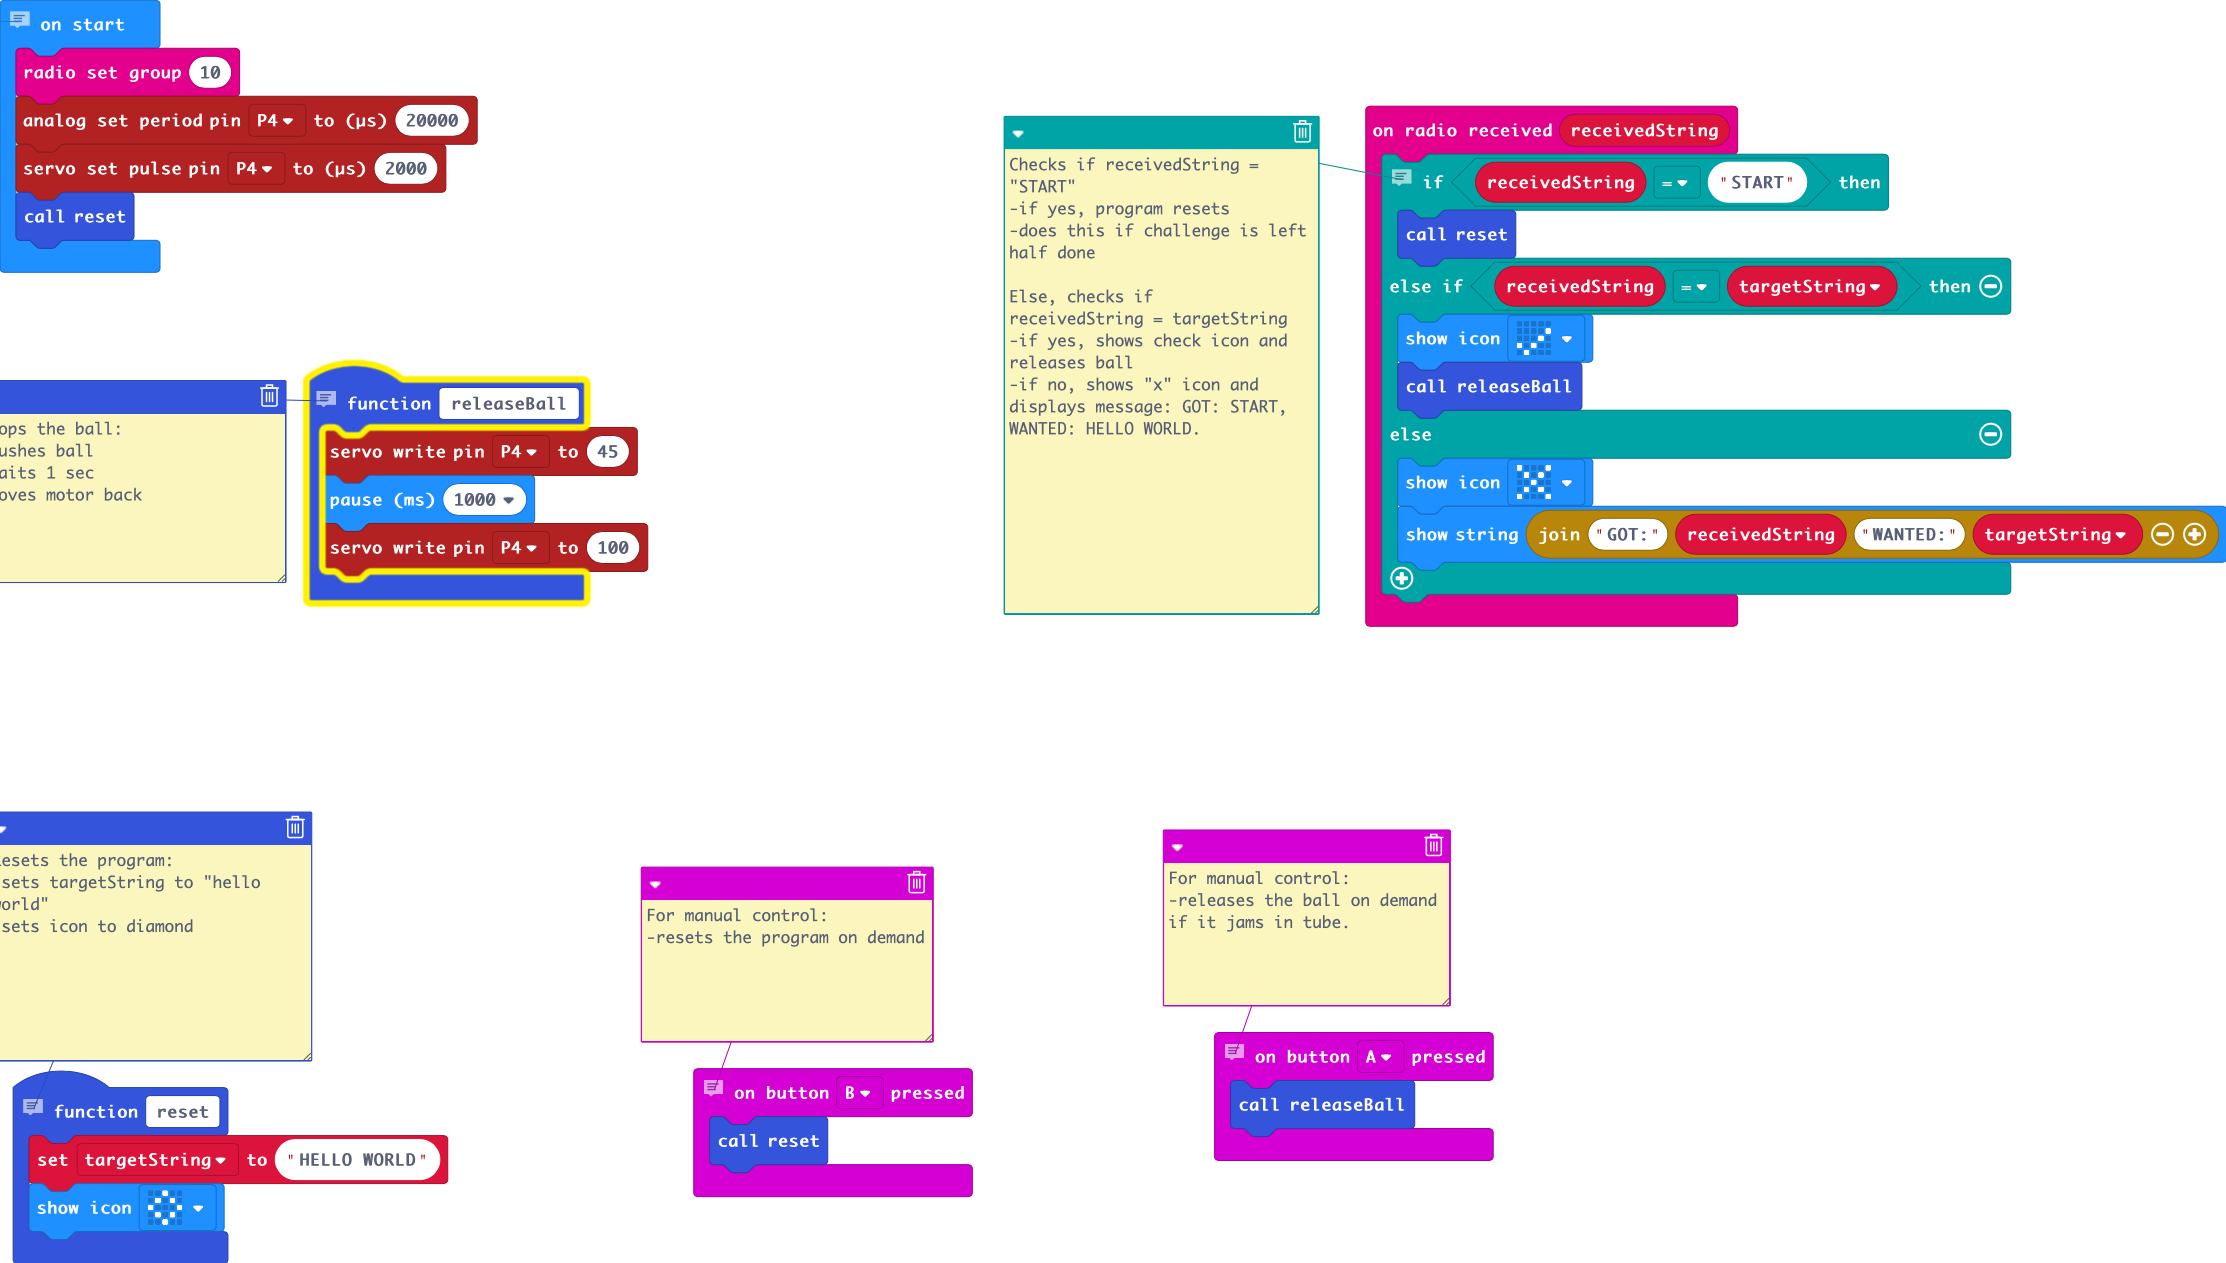 on start
radio set group 10
analog set period pin P4 to (µs) 20000
servo set pulse pin P4 to (µs) 2000
call reset
ops the ball:
ushes ball
aits 1 sec
oves motor back
function releaseBall
servo write pin P4 to 45
pause (ms) 1000
servo write pin P4 to 100
Checks if receivedString =
"START"
-if yes, program resets
-does this if challenge is left
half done
Else, checks if
receivedString = targetString
-if yes, shows check icon and
releases ball
-if no, shows "x" icon and
displays message: GOT: START,
WANTED: HELLO WORLD.
on radio received receivedString
if receivedString = "START" then
call reset
else if receivedString = targetString then
show icon
call releaseBall
else
show icon
show string join "GOT:" receivedString "WANTED:" targetString
esets the program:
sets targetString to "hello
orld"
sets icon to diamond
function reset
set targetString to "HELLO WORLD"
show icon
For manual control:
-resets the program on demand
on button B pressed
call reset
For manual control:
-releases the ball on demand
if it jams in tube.
on button A pressed
call releaseBall